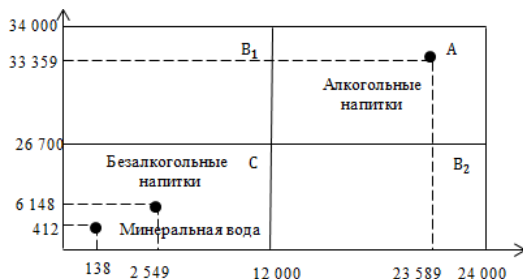 34 000
B₁
A
33 359
Алкогольные
напитки
26 700
Безалкогольные
напитки
C
B₂
6 148
412
Минеральная вода
138
2 549
12 000
23 589
24 000